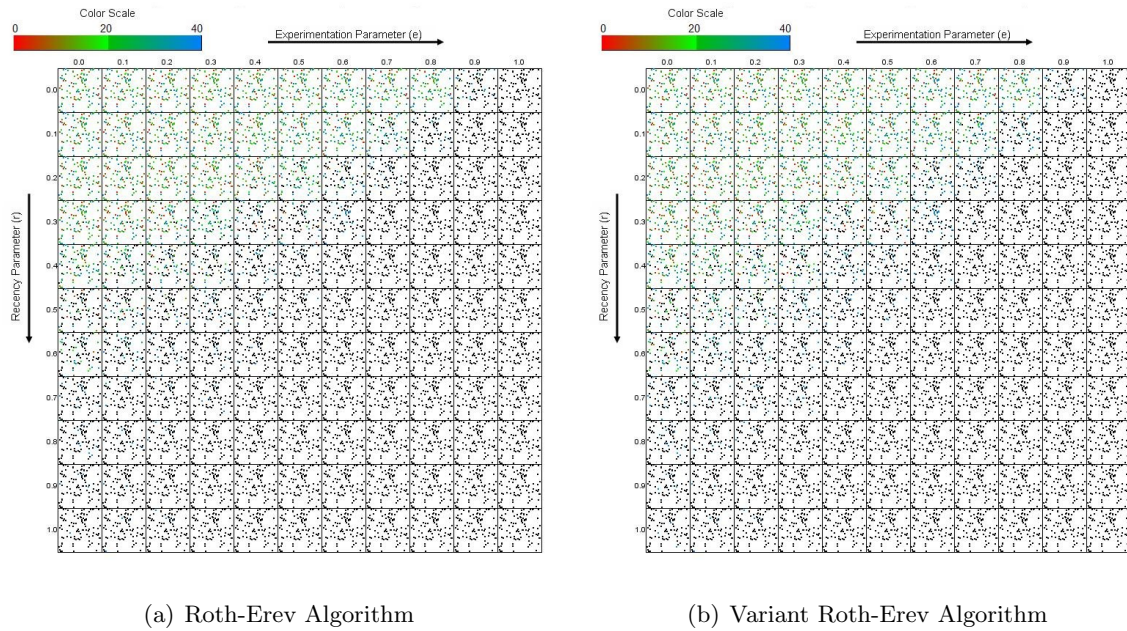 Color Scale
0 20 40
Experimentation Parameter (e)
0.0 0.1 0.2 0.3 0.4 0.5 0.6 0.7 0.8 0.9 1.0
Recency Parameter (r)
0.0
0.1
0.2
0.3
0.4
0.5
0.6
0.7
0.8
0.9
1.0
(a) Roth-Erev Algorithm
Color Scale
0 20 40
Experimentation Parameter (e)
0.0 0.1 0.2 0.3 0.4 0.5 0.6 0.7 0.8 0.9 1.0
Recency Parameter (r)
0.0
0.1
0.2
0.3
0.4
0.5
0.6
0.7
0.8
0.9
1.0
(b) Variant Roth-Erev Algorithm